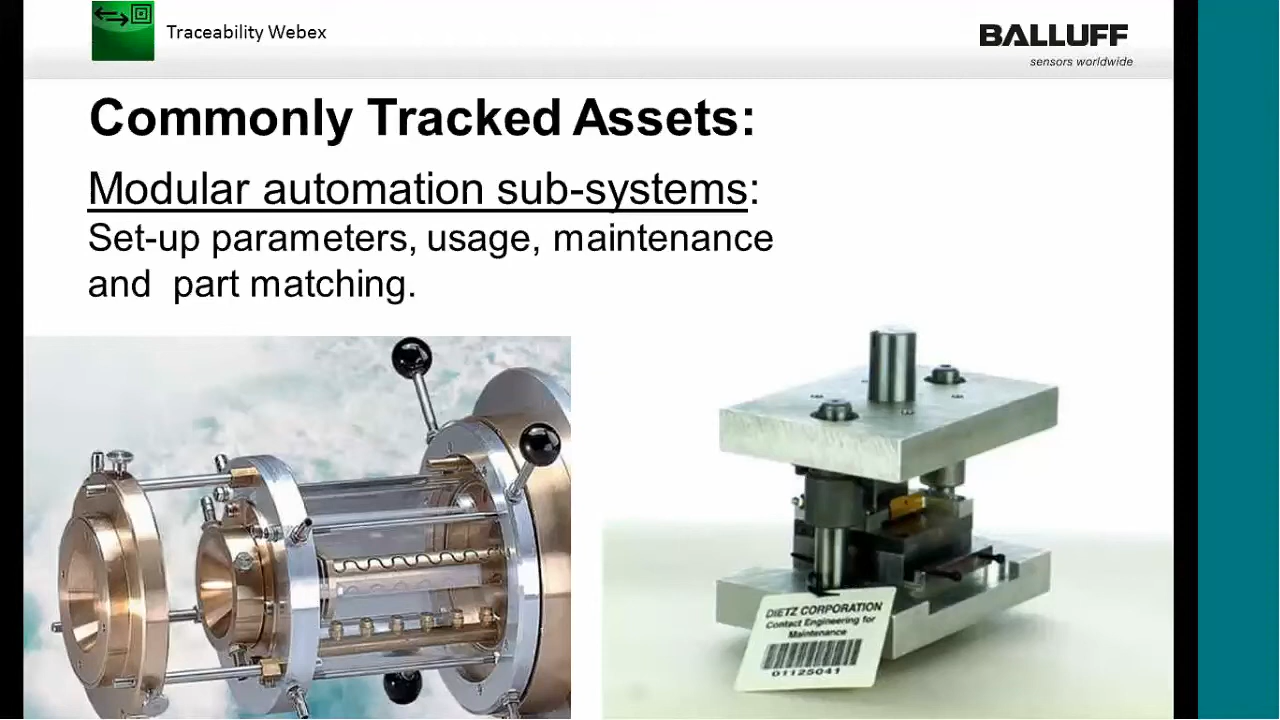 Traceability Webex
BALLUFF
sensors worldwide
Commonly Tracked Assets:
Modular automation sub-systems:
Set-up parameters, usage, maintenance
and  part matching.
DIETZ CORPORATION
Contact Engineering for
Maintenance
01125041